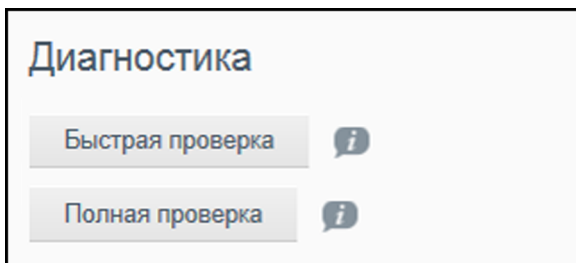 Диагностика
Быстрая проверка
Полная проверка